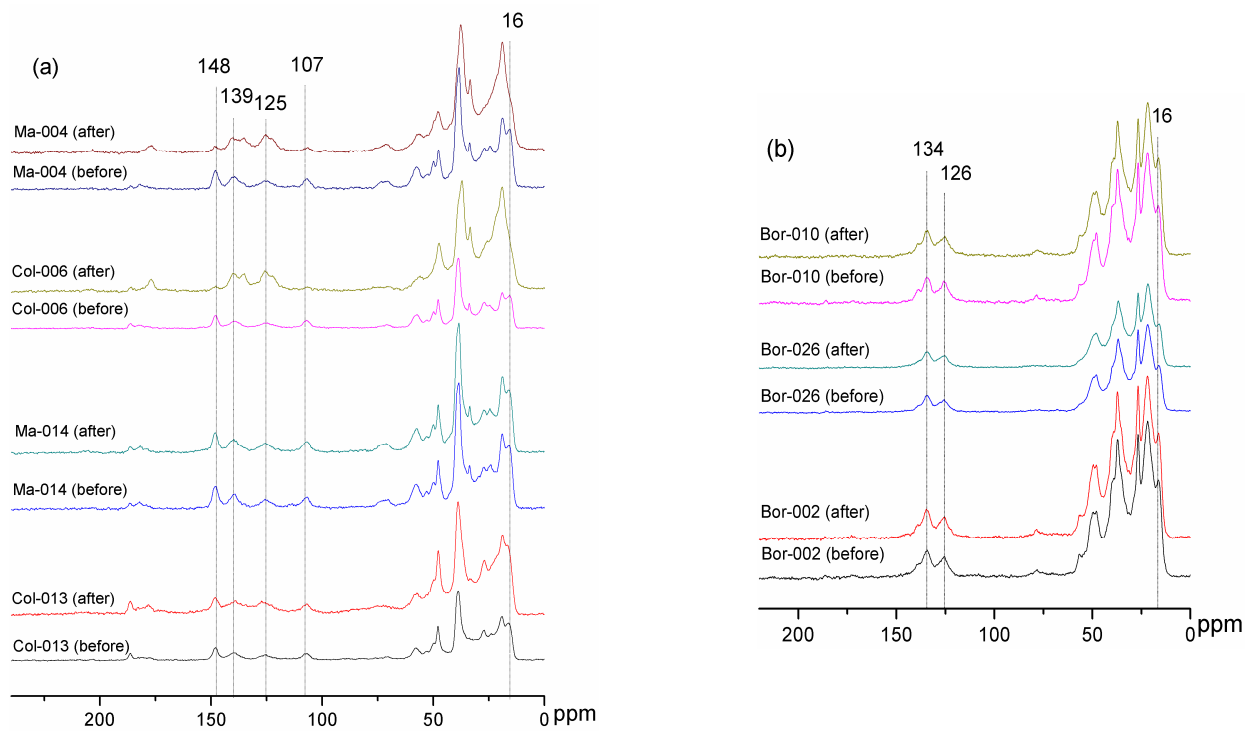 (a)
148
139
125
107
16
Ma-004 (after)
Ma-004 (before)
Col-006 (after)
Col-006 (before)
Ma-014 (after)
Ma-014 (before)
Col-013 (after)
Col-013 (before)
200
150
100
50
0
ppm
(b)
134
126
16
Bor-010 (after)
Bor-010 (before)
Bor-026 (after)
Bor-026 (before)
Bor-002 (after)
Bor-002 (before)
200
150
100
50
0
ppm